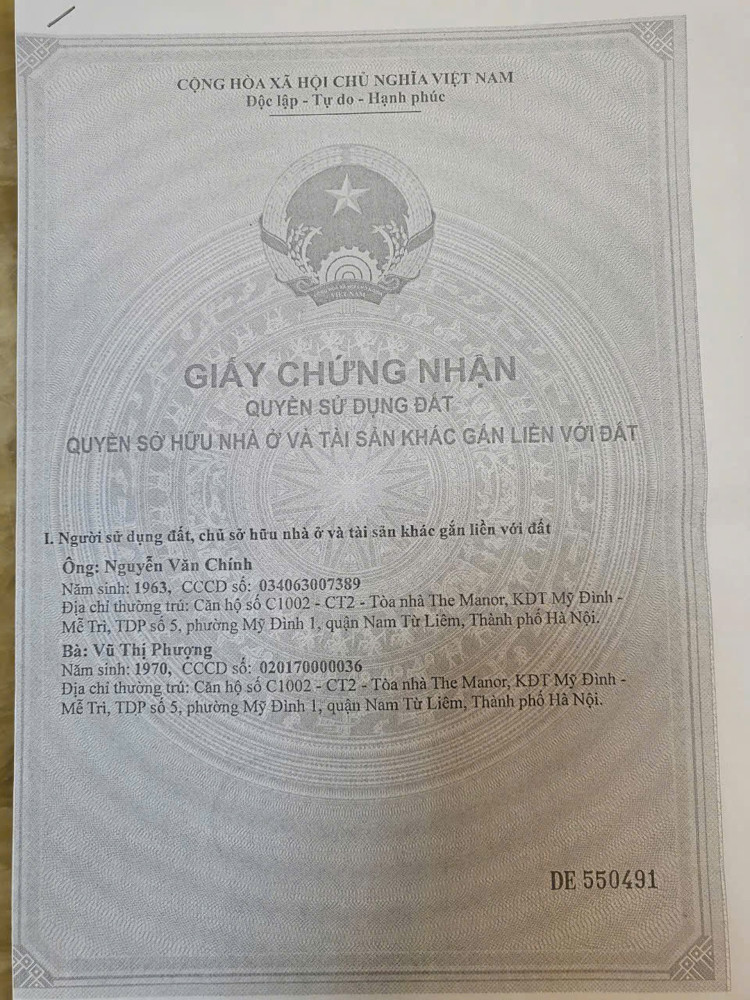 CỘNG HÒA XÃ HỘI CHỦ NGHĨA VIỆT NAM
Độc lập - Tự do - Hạnh phúc
VIỆT NAM
GIẤY CHỨNG NHẬN
QUYỀN SỬ DỤNG ĐẤT
QUYỀN SỞ HỮU NHÀ Ở VÀ TÀI SẢN KHÁC GẮN LIỀN VỚI ĐẤT
I. Người sử dụng đất, chủ sở hữu nhà ở và tài sản khác gắn liền với đất
Ông: Nguyễn Văn Chính
Năm sinh: 1963, CCCD số: 034063007389
Địa chỉ thường trú: Căn hộ số C1002 - CT2 - Tòa nhà The Manor, KĐT Mỹ Đình -
Mễ Trì, TDP số 5, phường Mỹ Đình 1, quận Nam Từ Liêm, Thành phố Hà Nội.
Bà: Vũ Thị Phượng
Năm sinh: 1970, CCCD số: 020170000036
Địa chỉ thường trú: Căn hộ số C1002 - CT2 - Tòa nhà The Manor, KĐT Mỹ Đình -
Mễ Trì, TDP số 5, phường Mỹ Đình 1, quận Nam Từ Liêm, Thành phố Hà Nội.
DE 550491